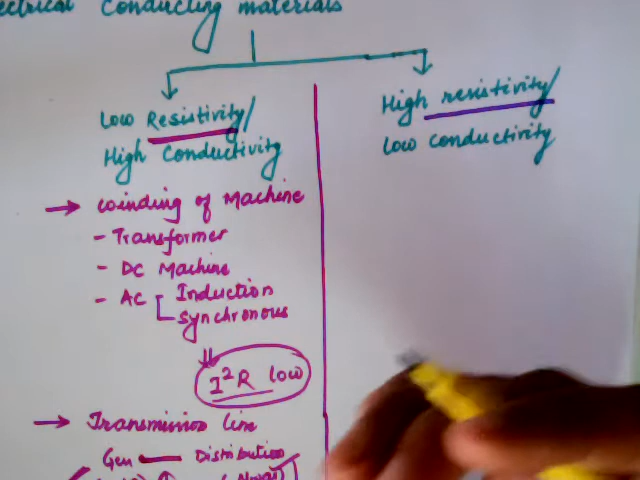 Electrical Conducting materials
Low Resistivity/
High Conductivity
High resistivity/
Low conductivity
→ Winding of Machine
- Transformer
- DC Machine
- AC Induction
Synchronous
I²R low
→ Transmission line
Gen — Distribution